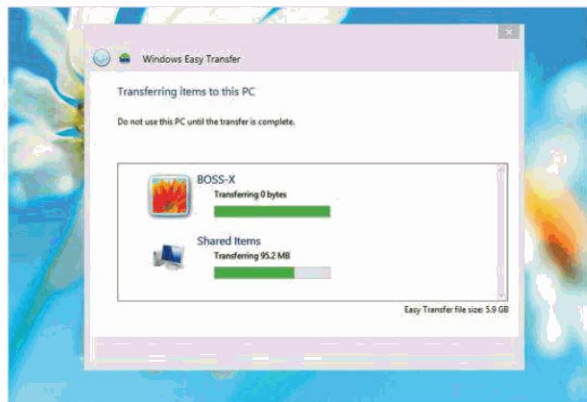 Windows Easy Transfer
Transferring items to this PC
Do not use this PC until the transfer is complete.
BOSS-X
Transferring 0 bytes
Shared Items
Transferring 95.2 MB
Easy Transfer file size: 5.9 GB